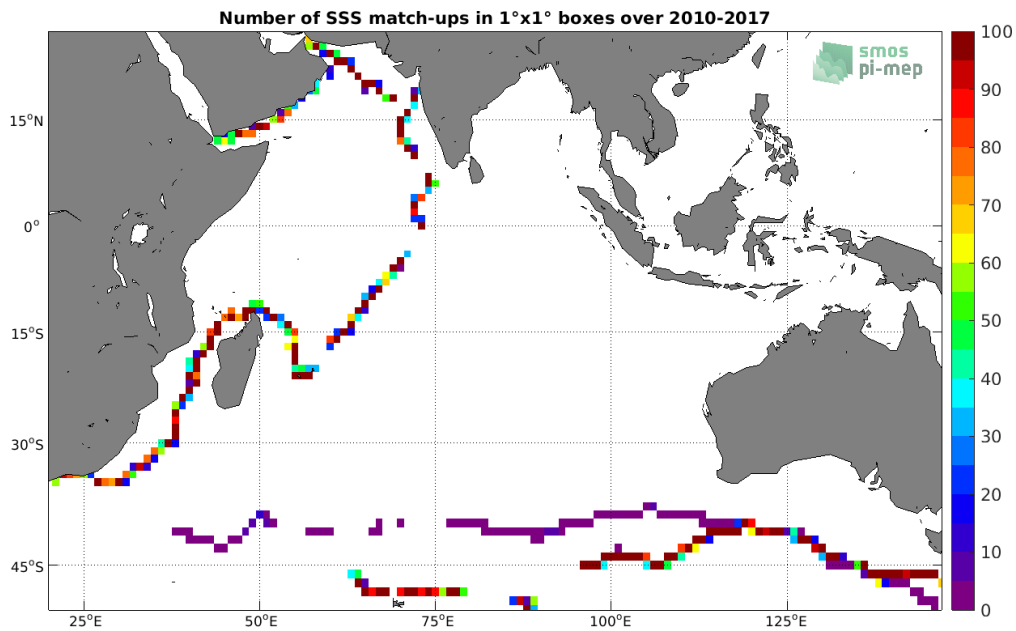 Number of SSS match-ups in 1°x1° boxes over 2010-2017
smos
pi-mep
15°N
0°
15°S
30°S
45°S
25°E
50°E
75°E
100°E
125°E
100
90
80
70
60
50
40
30
20
10
0